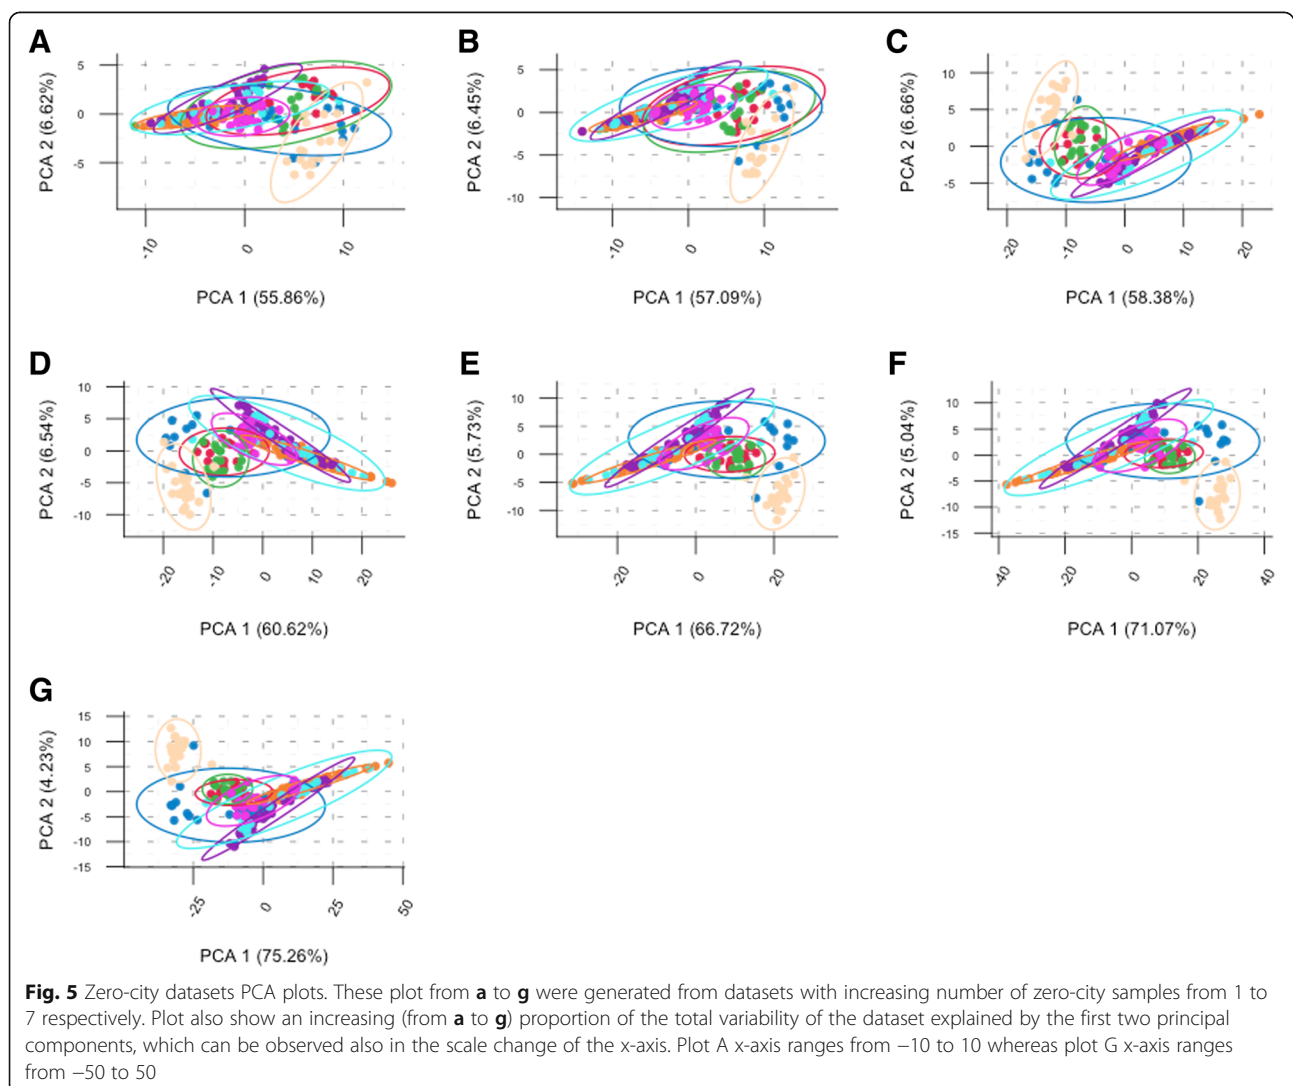 A
B
C
5
0
-5
PCA 2 (6.62%)
-10
0
10
PCA 1 (55.86%)
5
0
-5
-10
PCA 2 (6.45%)
-10
0
10
PCA 1 (57.09%)
10
5
0
-5
PCA 2 (6.66%)
-20
-10
0
10
20
PCA 1 (58.38%)
D
E
F
10
5
0
-5
-10
PCA 2 (6.54%)
-20
-10
0
10
20
PCA 1 (60.62%)
10
5
0
-5
-10
PCA 2 (5.73%)
-20
0
20
PCA 1 (66.72%)
10
5
0
-5
-10
-15
PCA 2 (5.04%)
-40
-20
0
20
40
PCA 1 (71.07%)
G
15
10
5
0
-5
-10
-15
PCA 2 (4.23%)
-25
0
25
50
PCA 1 (75.26%)
Fig. 5 Zero-city datasets PCA plots. These plot from a to g were generated from datasets with increasing number of zero-city samples from 1 to
7 respectively. Plot also show an increasing (from a to g) proportion of the total variability of the dataset explained by the first two principal
components, which can be observed also in the scale change of the x-axis. Plot A x-axis ranges from −10 to 10 whereas plot G x-axis ranges
from −50 to 50